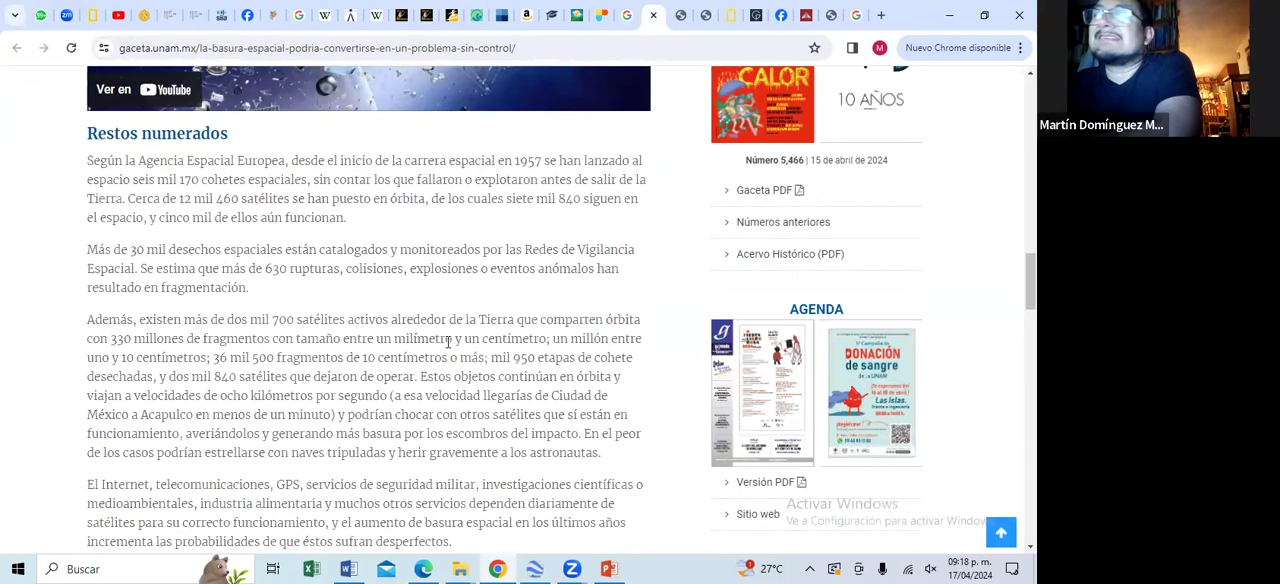 gaceta.unam.mx/la-basura-espacial-podria-convertirse-en-un-problema-sin-control/
Nuevo Chrome disponible
Ver en YouTube
Restos numerados
Según la Agencia Espacial Europea, desde el inicio de la carrera espacial en 1957 se han lanzado al
espacio seis mil 170 cohetes espaciales, sin contar los que fallaron o explotaron antes de salir de la
Tierra. Cerca de 12 mil 460 satélites se han puesto en órbita, de los cuales siete mil 840 siguen en
el espacio, y cinco mil de ellos aún funcionan.
Más de 30 mil desechos espaciales están catalogados y monitoreados por las Redes de Vigilancia
Espacial. Se estima que más de 630 rupturas, colisiones, explosiones o eventos anómalos han
resultado en fragmentación.
Además, existen más de dos mil 700 satélites activos alrededor de la Tierra que comparten órbita
con 330 millones de fragmentos con tamaño entre un milímetro y un centímetro; un millón entre
uno y 10 centímetros; 36 mil 500 fragmentos de 10 centímetros o más; mil 950 etapas de cohete
desechadas, y dos mil 840 satélites que dejaron de operar. Estos objetos continúan en órbita y
viajan a velocidades de ocho kilómetros por segundo (a esa velocidad llegarías de Ciudad de
México a Acapulco en menos de un minuto) y podrían chocar con otros satélites que sí están en
funcionamiento, averiándolos y generando más basura por los escombros del impacto. En el peor
de los casos podrían estrellarse con naves tripuladas y herir gravemente a los astronautas.
El Internet, telecomunicaciones, GPS, servicios de seguridad militar, investigaciones científicas o
medioambientales, industria alimentaria y muchos otros servicios dependen diariamente de
satélites para su correcto funcionamiento, y el aumento de basura espacial en los últimos años
incrementa las probabilidades de que éstos sufran desperfectos.
CALOR
10 AÑOS
Número 5,466 | 15 de abril de 2024
Gaceta PDF
Números anteriores
Acervo Histórico (PDF)
AGENDA
DONACIÓN
de sangre
de la UNAM
Las Islas,
Versión PDF
Sitio web
Activar Windows
Ve a Configuración para activar Window
Martín Domínguez M...
Buscar
27°C
09:18 p. m.
17/04/2024